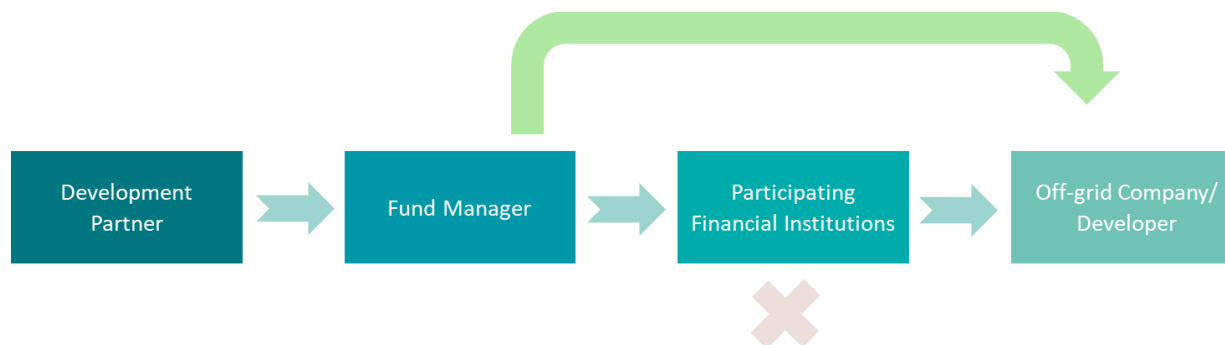 Development
Partner
Fund Manager
Participating
Financial Institutions
Off-grid Company/
Developer